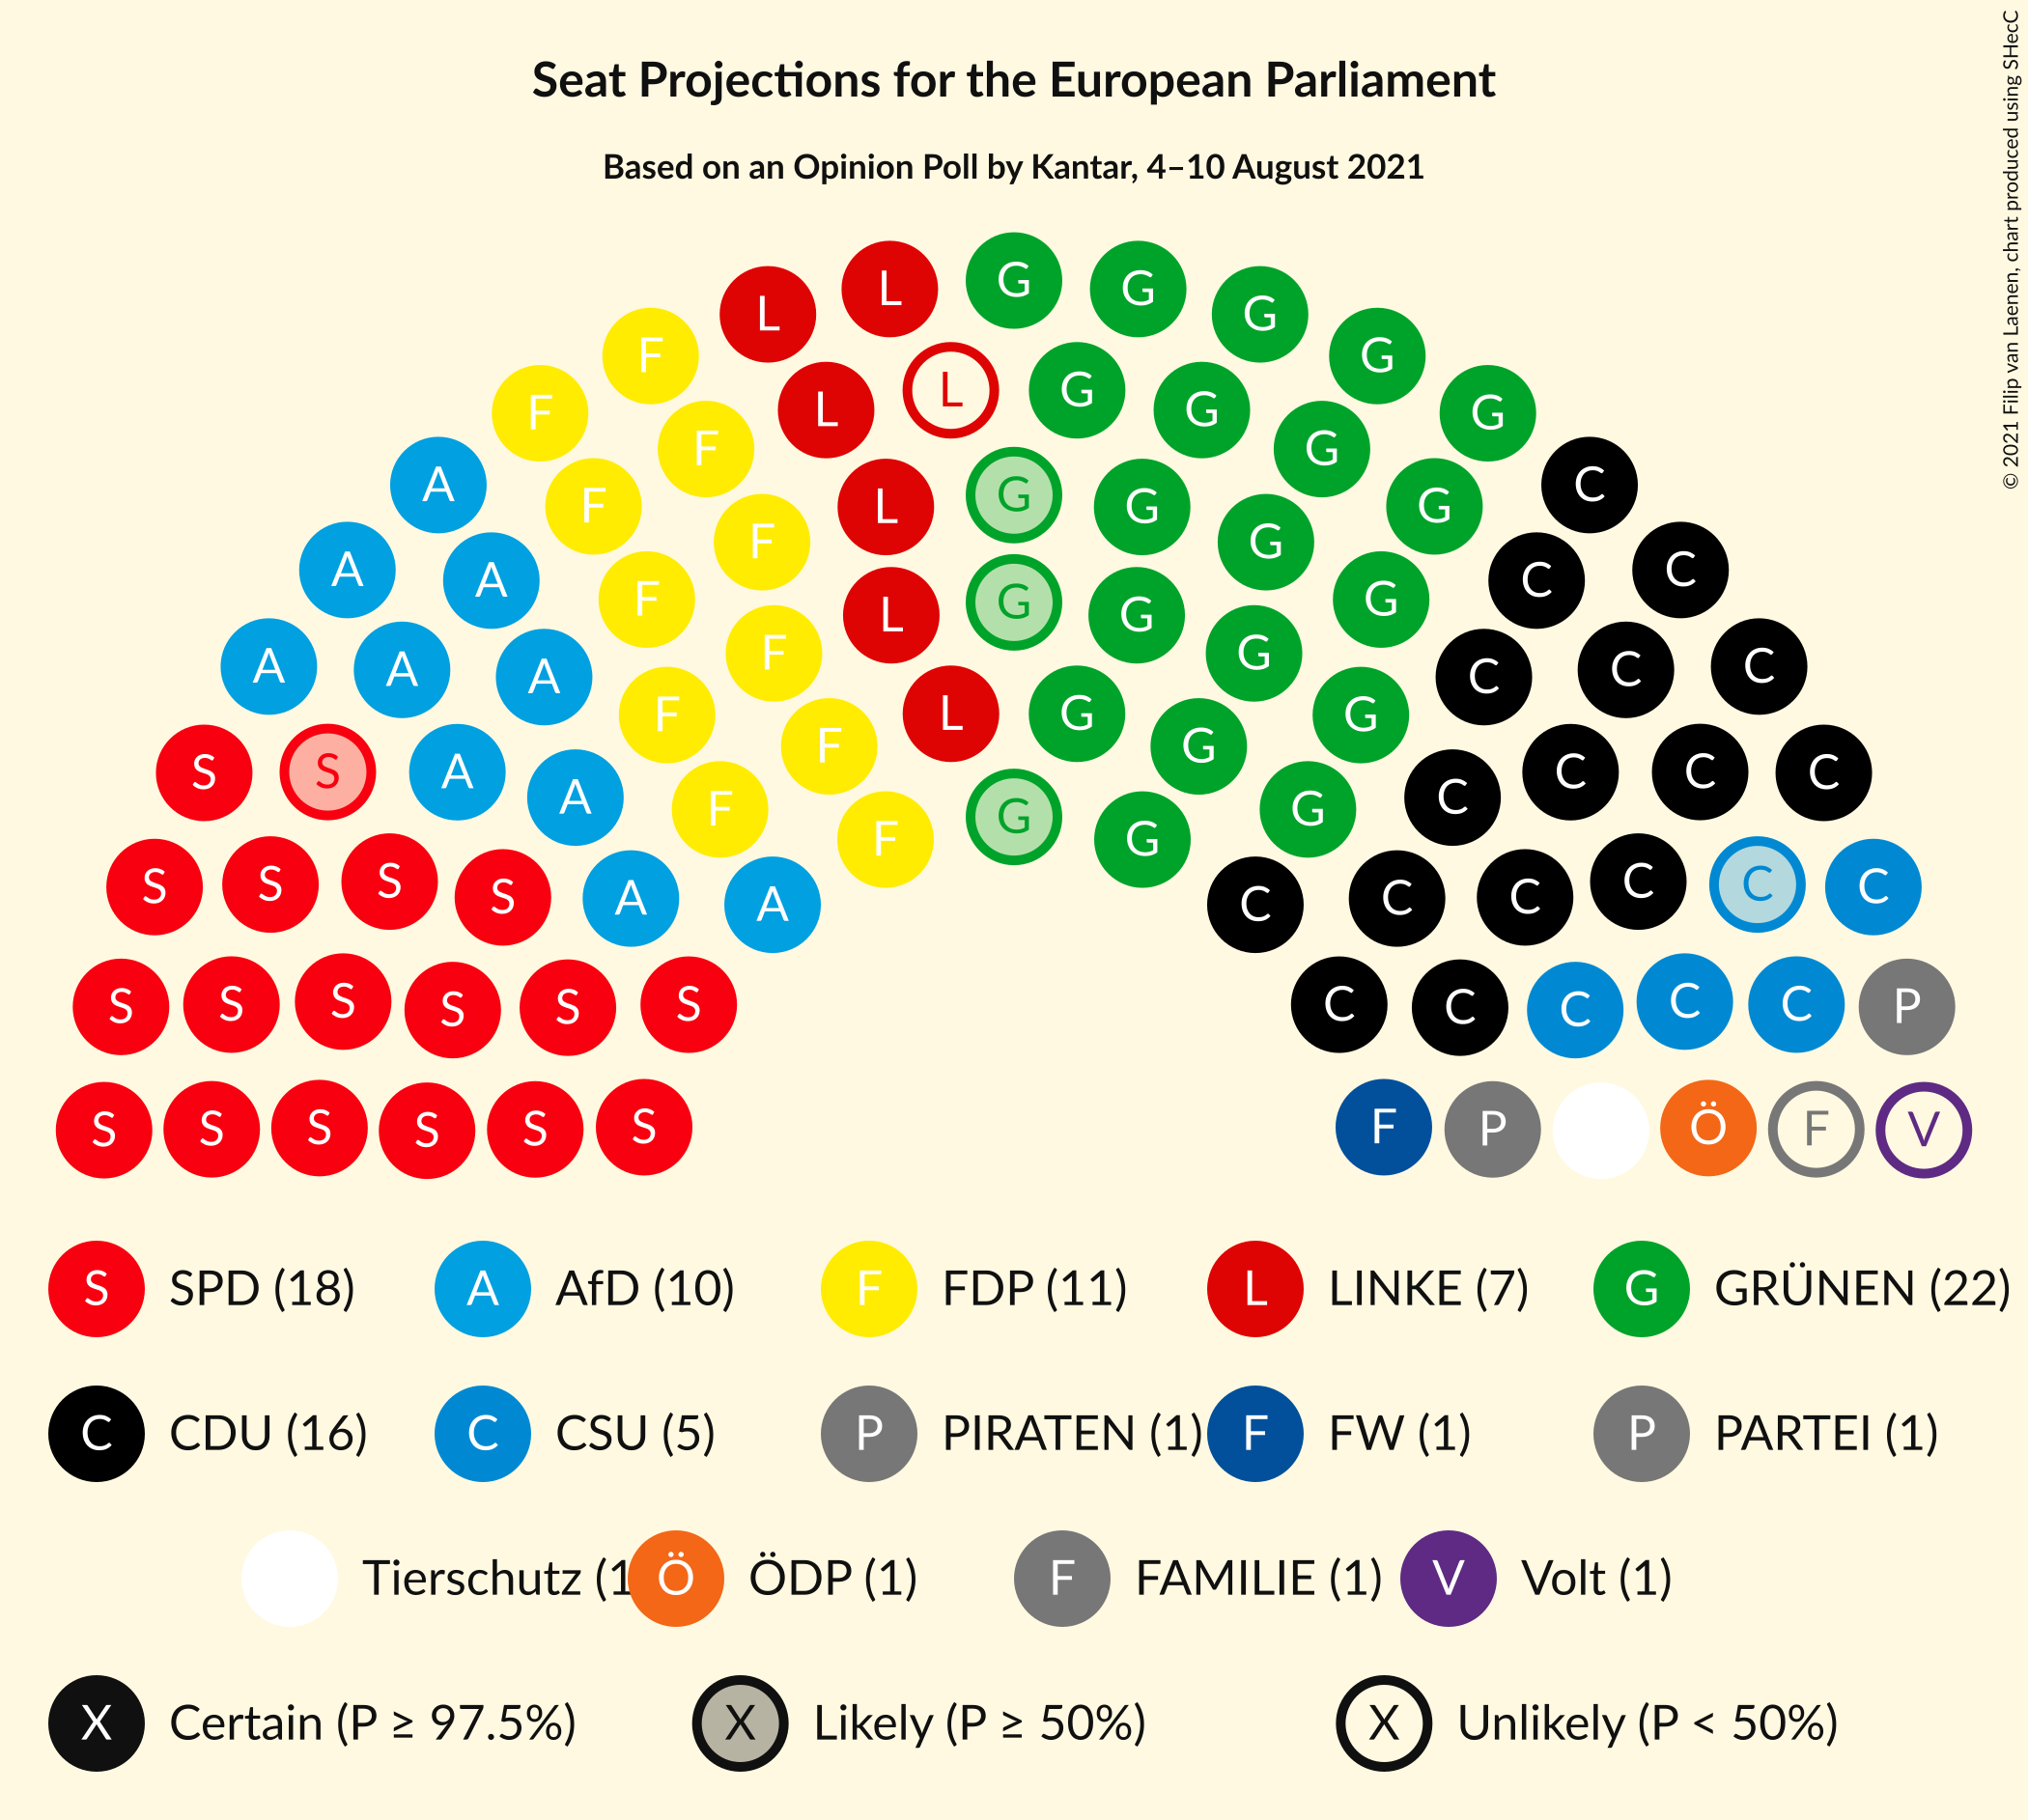 © 2021 Filip van Laenen, chart produced using SHecC
Seat Projections for the European Parliament
Based on an Opinion Poll by Kantar, 4–10 August 2021
L L G G G
F G
F L L G G G
F G
A F L G G G C
F G
A A F G G C C
L G
A A A F G C C C
F L G G
S S A F G C C C
A F G G C
F G
S S S S A A C C C C C C
S S S S S S C C C C C P
S S S S S S F P Ö F V
S SPD (18) A AfD (10) F FDP (11) L LINKE (7) G GRÜNEN (22)
C CDU (16) C CSU (5) P PIRATEN (1) F FW (1) P PARTEI (1)
Tierschutz (1 Ö ÖDP (1) F FAMILIE (1) V Volt (1)
X Certain (P ≥ 97.5%) X Likely (P ≥ 50%) X Unlikely (P < 50%)